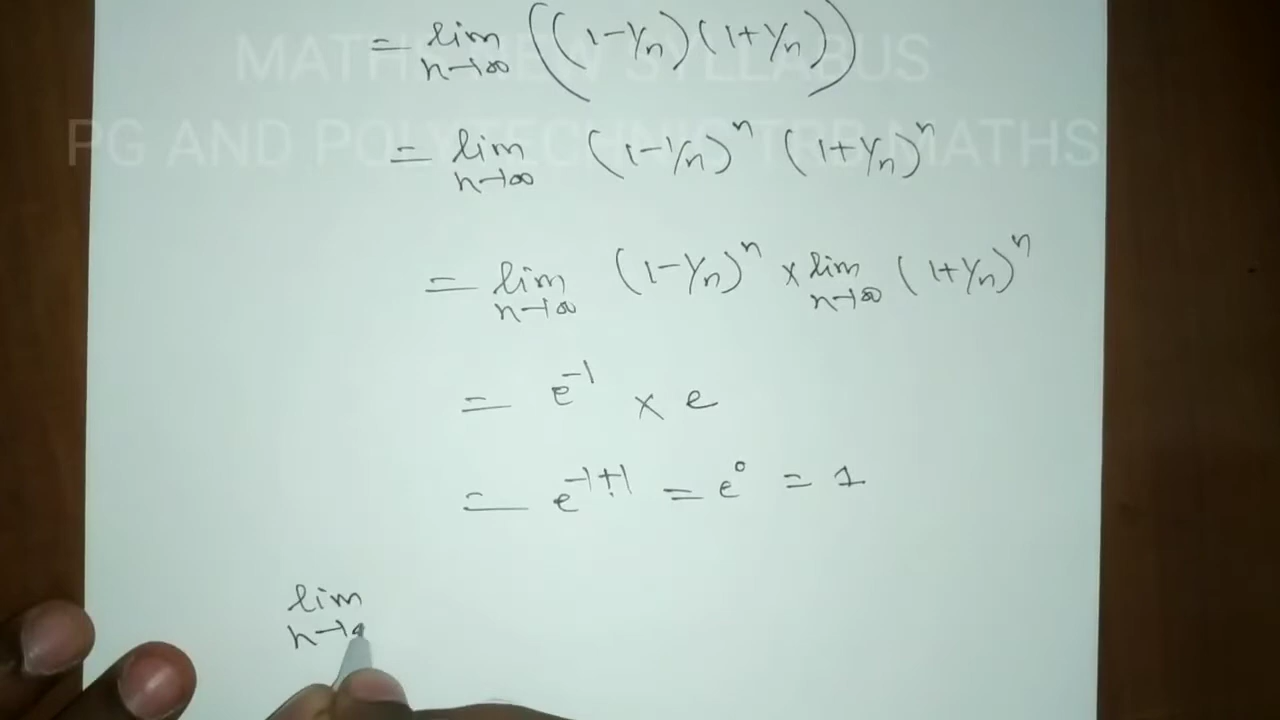 = lim n→∞ ((1-1/n)(1+1/n))
MATHS NEW SYLLABUS
PG AND POLYTECHNIC TRB MATHS
= lim n→∞ (1-1/n)^n (1+1/n)^n
= lim n→∞ (1-1/n)^n × lim n→∞ (1+1/n)^n
= e^-1 × e
= e^-1+1 = e^0 = 1
lim n→